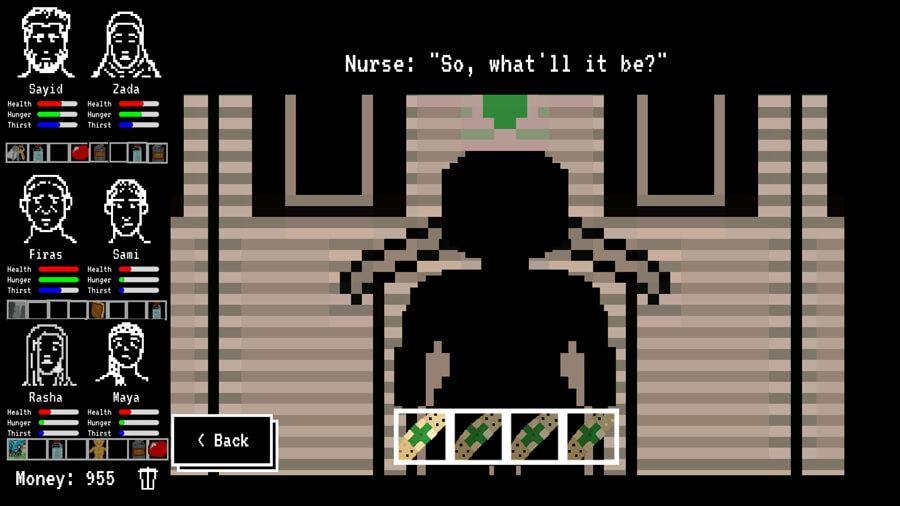 Nurse: "So, what'll it be?"
Sayid
Zada
Health
Health
Hunger
Hunger
Thirst
Thirst
Firas
Sami
Health
Health
Hunger
Hunger
Thirst
Thirst
Rasha
Maya
Health
Health
Hunger
Hunger
Thirst
Thirst
< Back
Money: 955